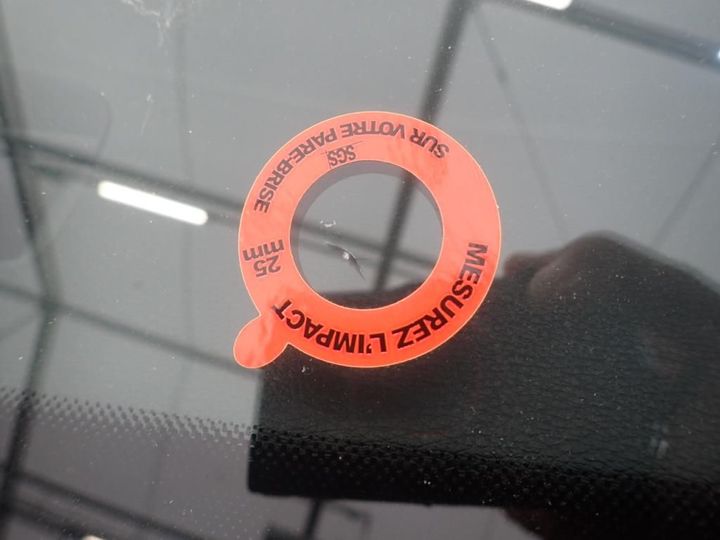 MESUREZ L'IMPACT
SUR VOTRE PARE-BRISE
SGS
25
mm